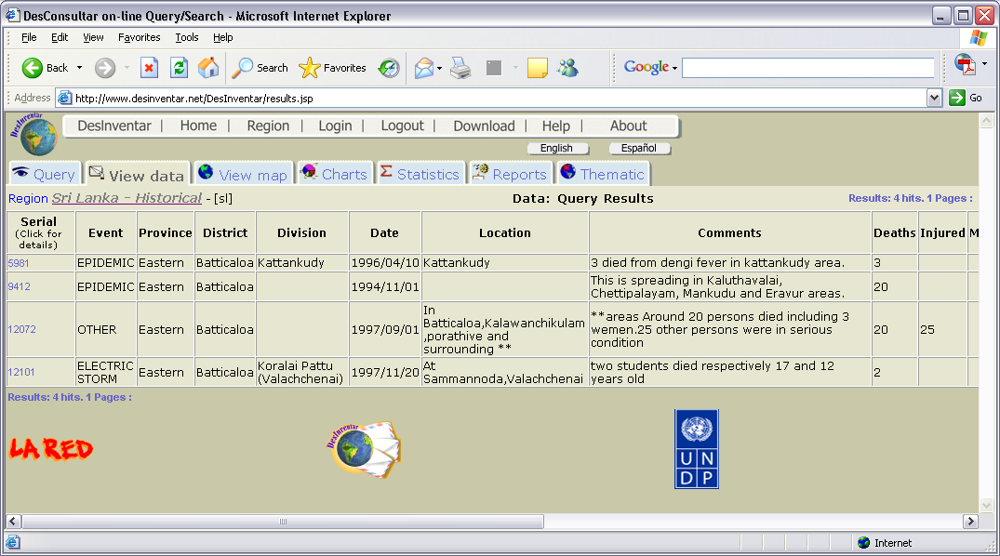 DesConsultar on-line Query/Search - Microsoft Internet Explorer
File Edit View Favorites Tools Help
Back Search Favorites Google
Address http://www.desinventar.net/DesInventar/results.jsp Go
DesInventar
DesInventar | Home | Region | Login | Logout | Download | Help | About
English Español
Query View data View map Charts Statistics Reports Thematic
Region Sri Lanka - Historical - [sl] Data: Query Results Results: 4 hits. 1 Pages :
Serial
(Click for
details) Event Province District Division Date Location Comments Deaths Injured M
5981 EPIDEMIC Eastern Batticaloa Kattankudy 1996/04/10 Kattankudy 3 died from dengi fever in kattankudy area. 3
9412 EPIDEMIC Eastern Batticaloa 1994/11/01 This is spreading in Kaluthavalai,
Chettipalayam, Mankudu and Eravur areas. 20
12072 OTHER Eastern Batticaloa 1997/09/01 In
Batticaloa,Kalawanchikulam
,porathive and
surrounding ** **areas Around 20 persons died including 3
wemen.25 other persons were in serious
condition 20 25
12101 ELECTRIC
STORM Eastern Batticaloa Koralai Pattu
(Valachchenai) 1997/11/20 At
Sammannoda,Valachchenai two students died respectively 17 and 12
years old 2
Results: 4 hits. 1 Pages :
LA RED
DesInventar
UN
DP
Internet